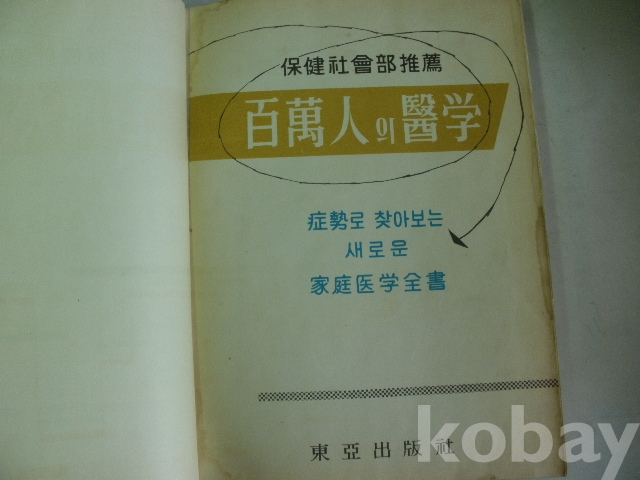 保健社會部推薦
百萬人의醫学
症勢로 찾아보는
새로운
家庭医学全書
東亞出版社
kobay